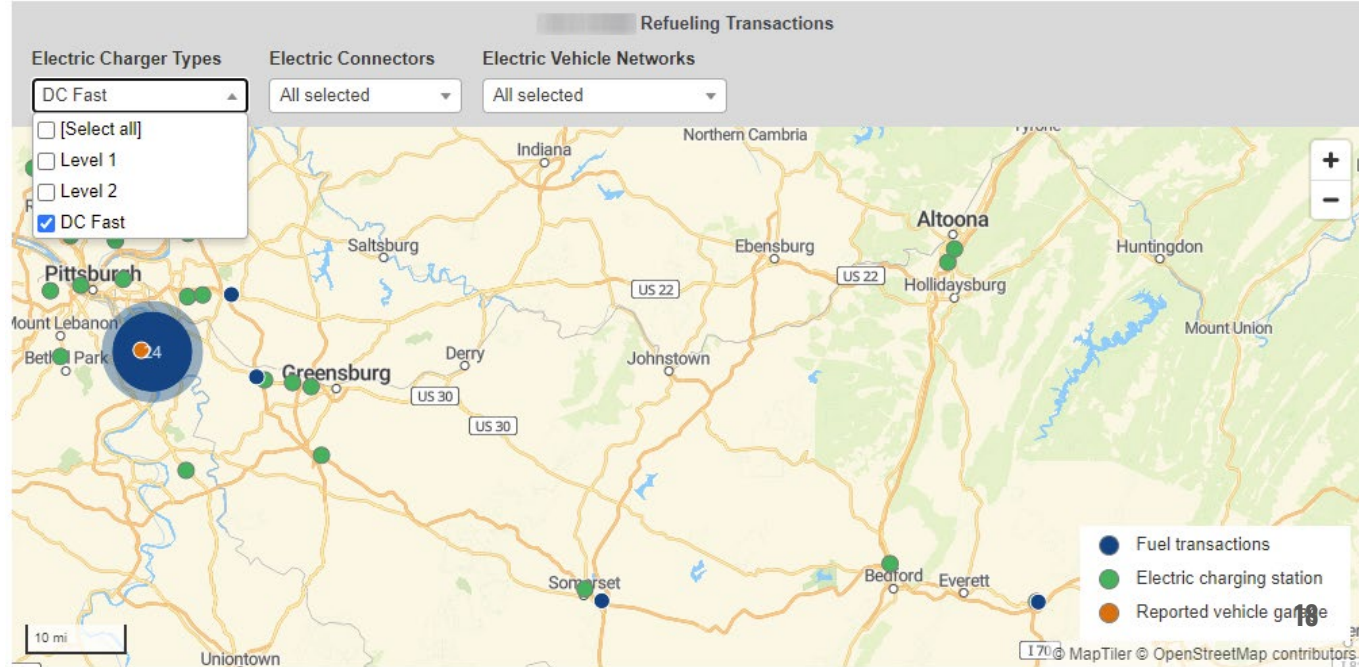 Refueling Transactions
Electric Charger Types Electric Connectors Electric Vehicle Networks
DC Fast All selected All selected
[Select all]
Level 1
Level 2
DC Fast
Northern Cambria
Tyrone
Indiana
+
−
Altoona
Saltsburg
Ebensburg
Huntingdon
Pittsburgh
US 22
US 22
Hollidaysburg
Mount Lebanon
Mount Union
Bethel Park
24
Derry
Johnstown
Greensburg
US 30
US 30
Fuel transactions
Electric charging station
Reported vehicle garage
Somerset
Bedford
Everett
18
10 mi
Uniontown
I 70
© MapTiler © OpenStreetMap contributors